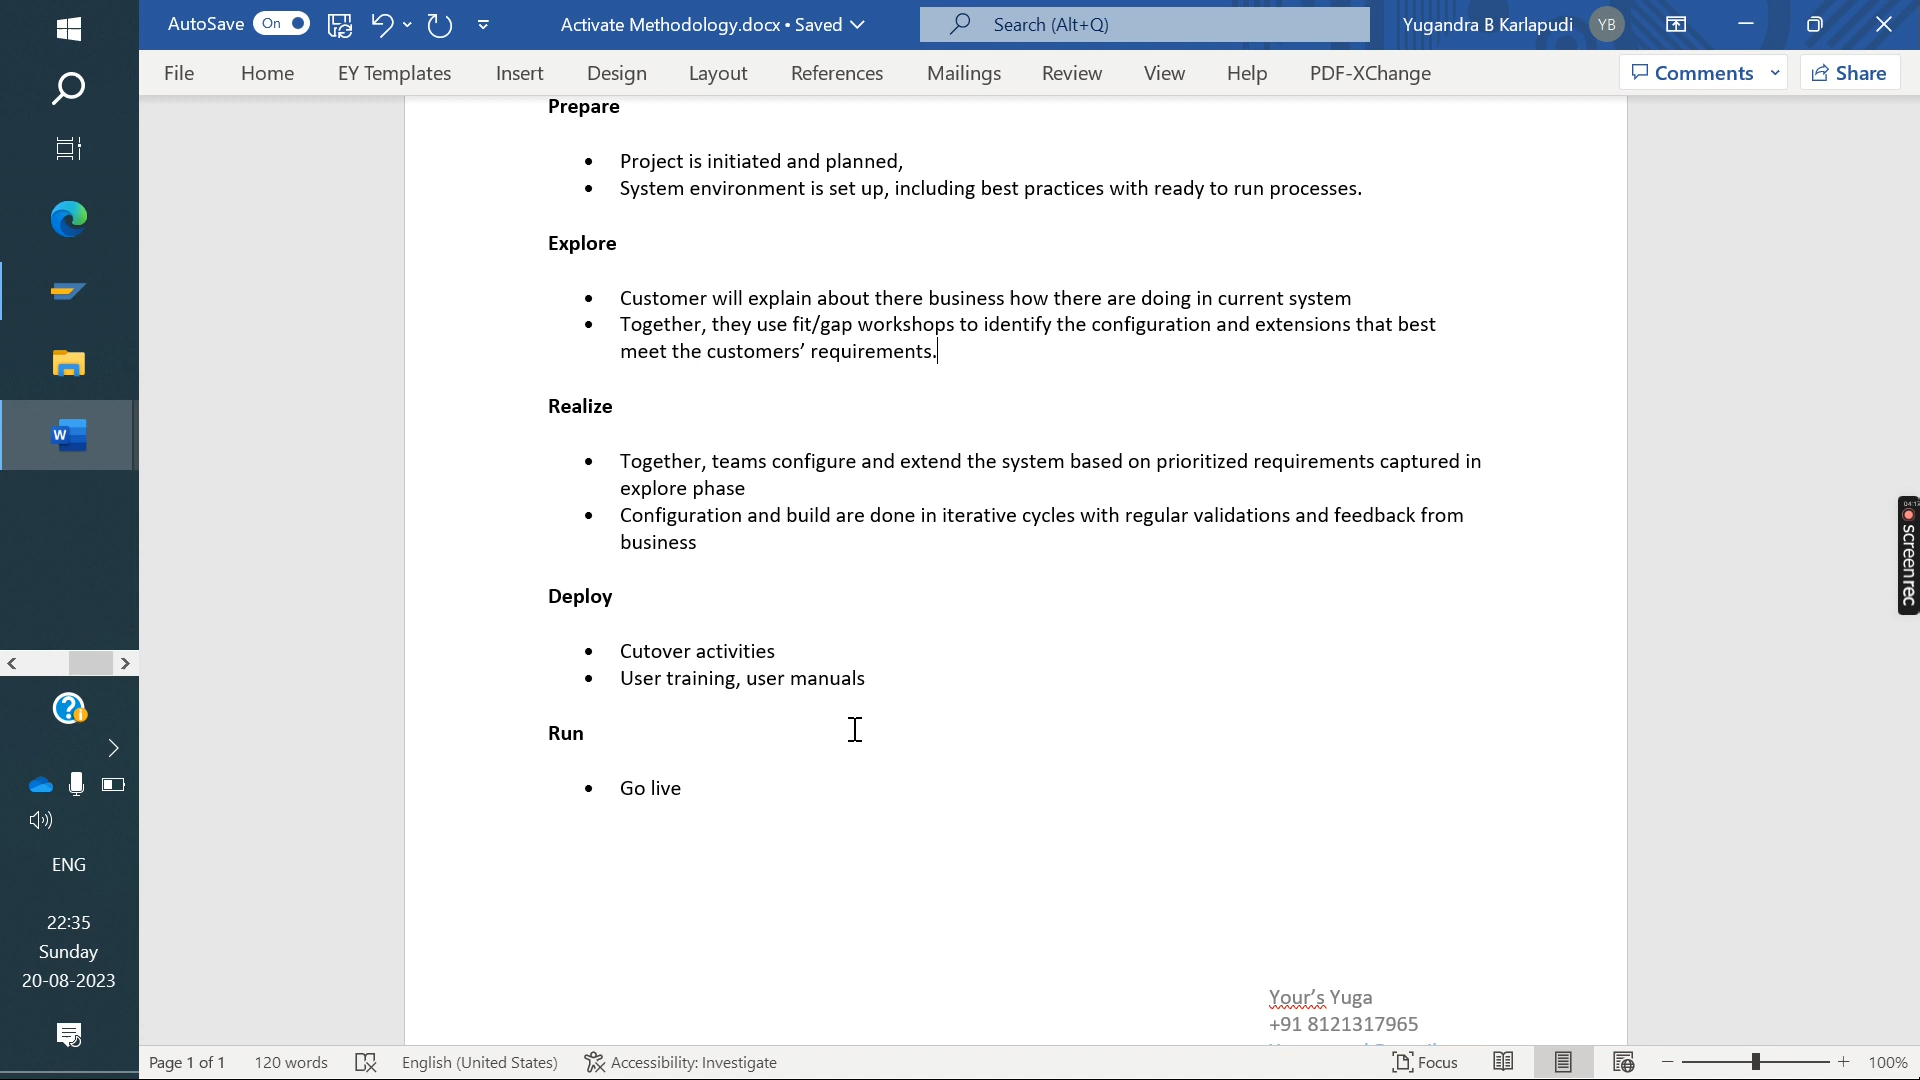 AutoSave On Activate Methodology.docx • Saved Search (Alt+Q) Yugandra B Karlapudi YB
File Home EY Templates Insert Design Layout References Mailings Review View Help PDF-XChange Comments Share
Prepare
• Project is initiated and planned,
• System environment is set up, including best practices with ready to run processes.
Explore
• Customer will explain about there business how there are doing in current system
• Together, they use fit/gap workshops to identify the configuration and extensions that best
meet the customers’ requirements.
Realize
• Together, teams configure and extend the system based on prioritized requirements captured in
explore phase
• Configuration and build are done in iterative cycles with regular validations and feedback from
business
Deploy
• Cutover activities
• User training, user manuals
Run
• Go live
Your’s Yuga
+91 8121317965
screenrec
W
ENG
22:35
Sunday
20-08-2023
Page 1 of 1 120 words English (United States) Accessibility: Investigate Focus 100%